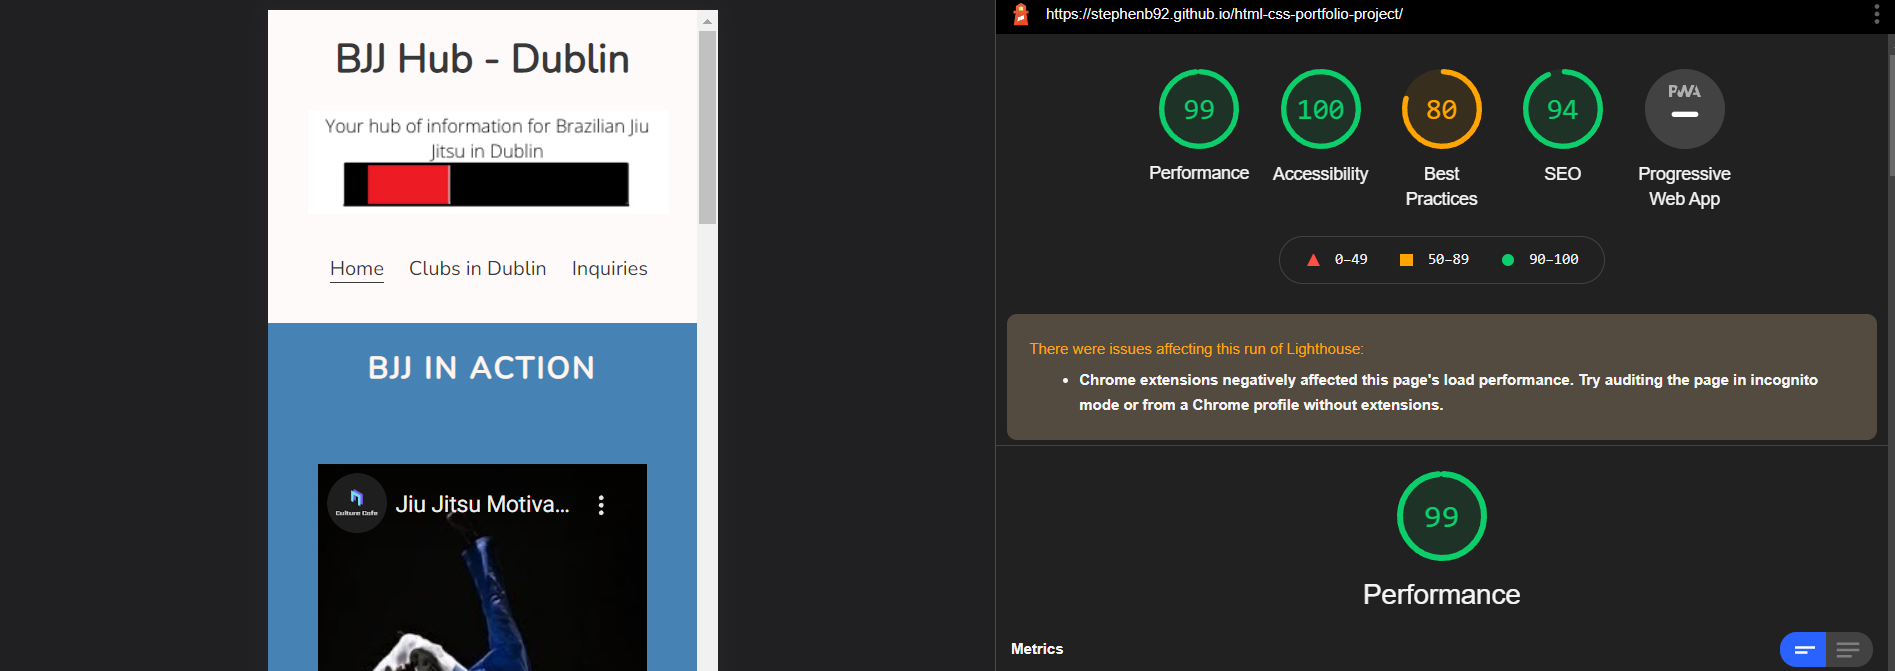 BJJ Hub - Dublin
Your hub of information for Brazilian Jiu
Jitsu in Dublin
Home Clubs in Dublin Inquiries
BJJ IN ACTION
Culture Cafe
Jiu Jitsu Motiva...
https://stephenb92.github.io/html-css-portfolio-project/
99 100 80 94 PWA
Performance Accessibility Best SEO Progressive
Practices Web App
0–49 50–89 90–100
There were issues affecting this run of Lighthouse:
Chrome extensions negatively affected this page's load performance. Try auditing the page in incognito
mode or from a Chrome profile without extensions.
99
Performance
Metrics